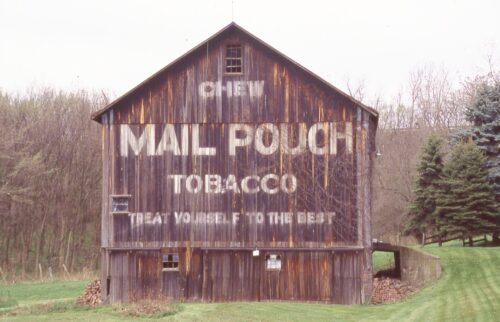 CHEW
MAIL POUCH
TOBACCO
TREAT YOURSELF TO THE BEST